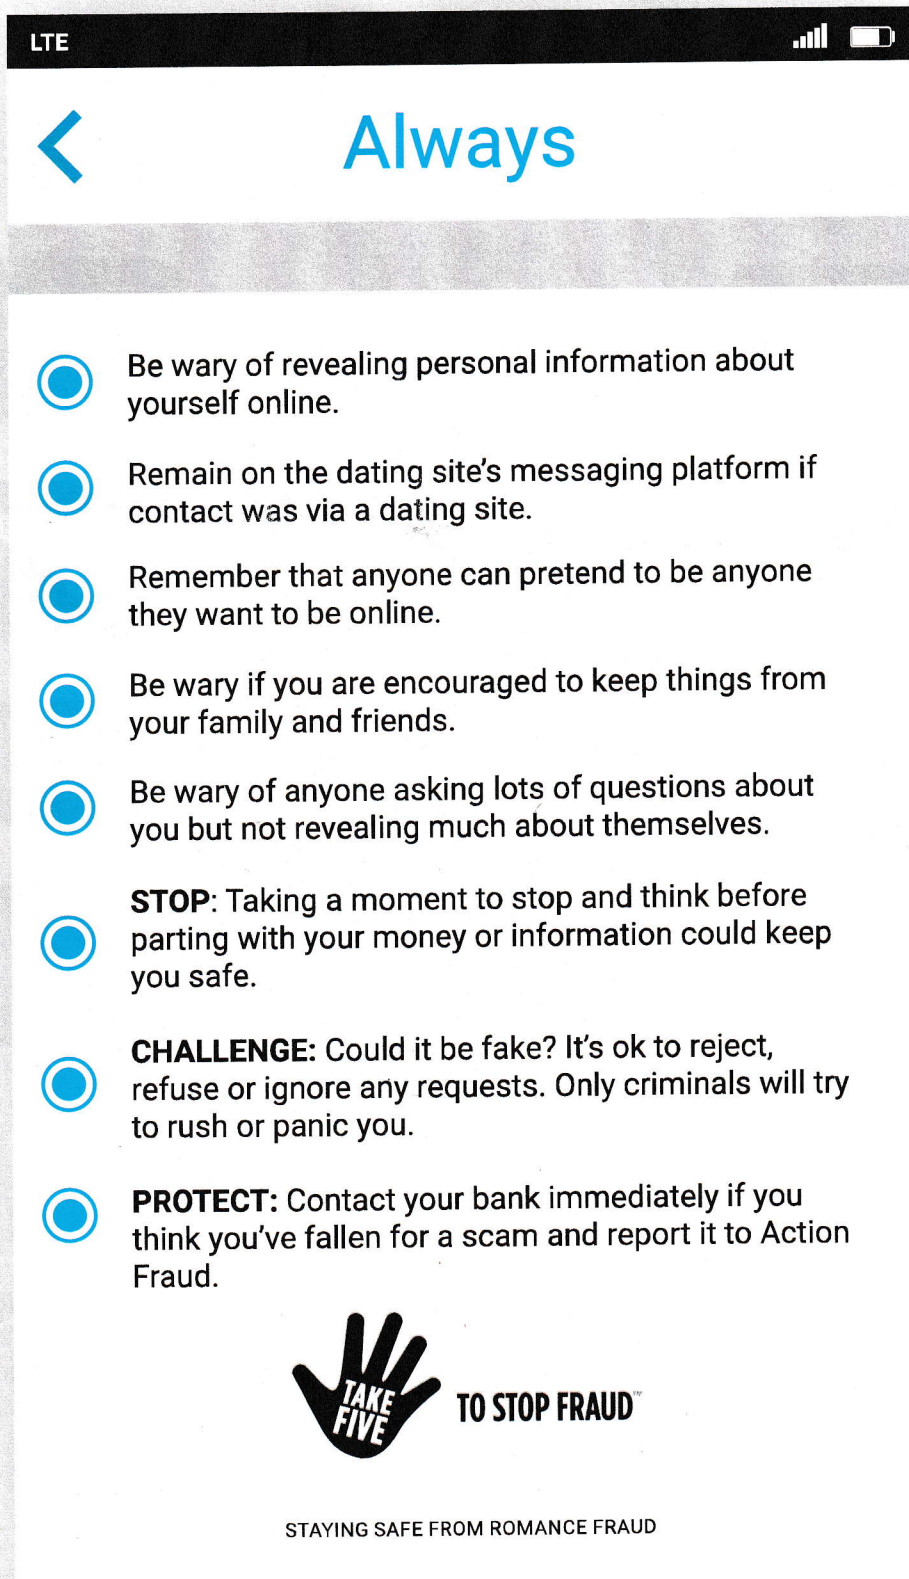 LTE
Always
Be wary of revealing personal information about
yourself online.
Remain on the dating site's messaging platform if
contact was via a dating site.
Remember that anyone can pretend to be anyone
they want to be online.
Be wary if you are encouraged to keep things from
your family and friends.
Be wary of anyone asking lots of questions about
you but not revealing much about themselves.
STOP: Taking a moment to stop and think before
parting with your money or information could keep
you safe.
CHALLENGE: Could it be fake? It's ok to reject,
refuse or ignore any requests. Only criminals will try
to rush or panic you.
PROTECT: Contact your bank immediately if you
think you've fallen for a scam and report it to Action
Fraud.
TAKE
FIVE
TO STOP FRAUD™
STAYING SAFE FROM ROMANCE FRAUD